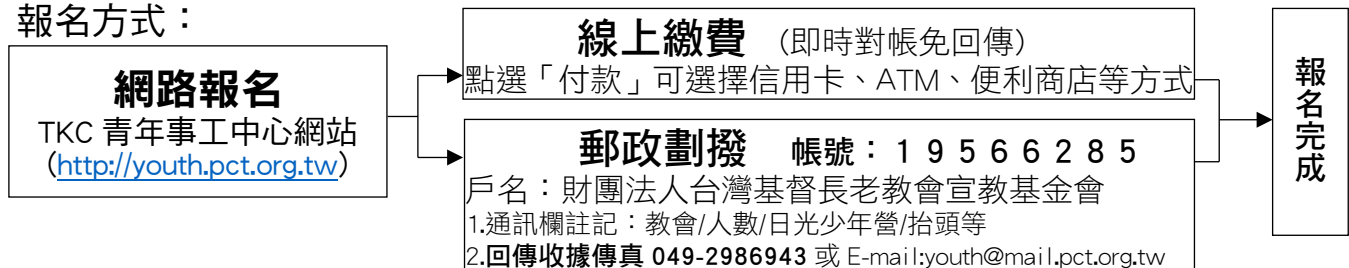 報名方式：
網路報名
TKC 青年事工中心網站
(http://youth.pct.org.tw)
線上繳費 (即時對帳免回傳)
點選「付款」可選擇信用卡、ATM、便利商店等方式
郵政劃撥 帳號：19566285
戶名：財團法人台灣基督長老教會宣教基金會
1.通訊欄註記：教會/人數/日光少年營/抬頭等
2.回傳收據傳真 049-2986943 或 E-mail:youth@mail.pct.org.tw
報名完成